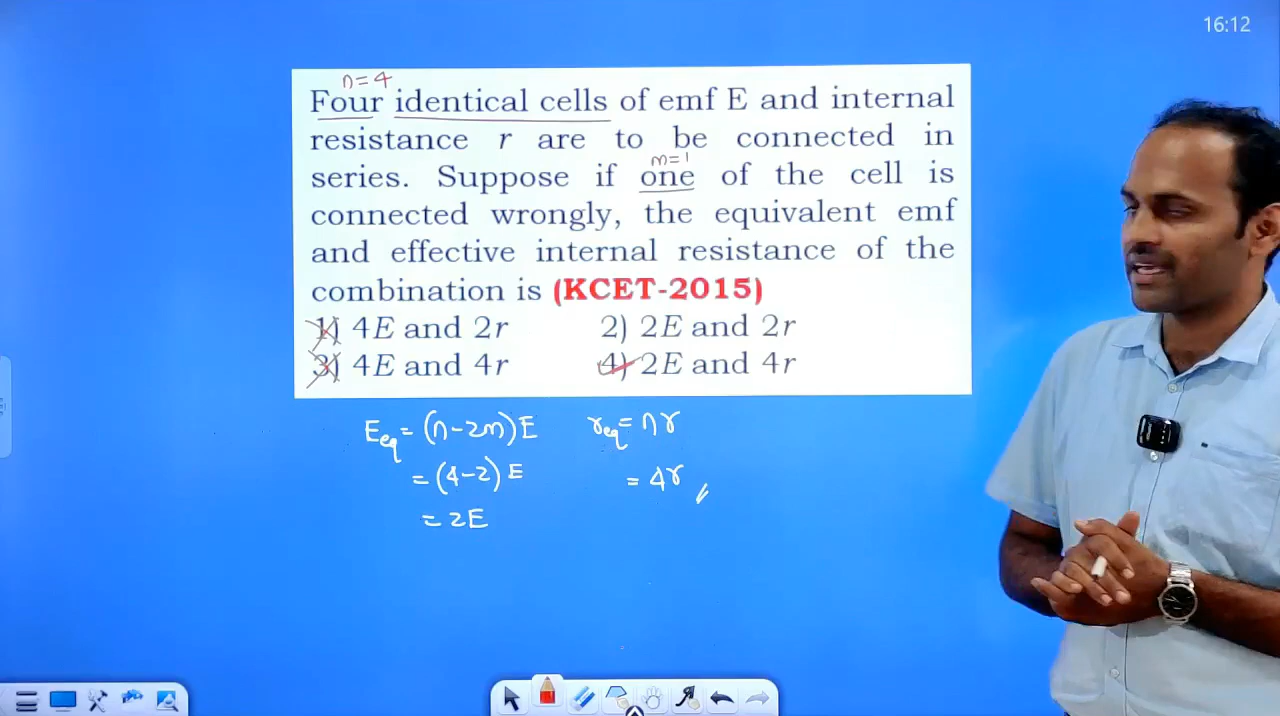 16:12
n=4
Four identical cells of emf E and internal
resistance r are to be connected in
m=1
series. Suppose if one of the cell is
connected wrongly, the equivalent emf
and effective internal resistance of the
combination is (KCET-2015)
1) 4E and 2r 2) 2E and 2r
3) 4E and 4r 4) 2E and 4r
Eeq = (n-2m)E req = nr
= (4-2) E = 4r
= 2E